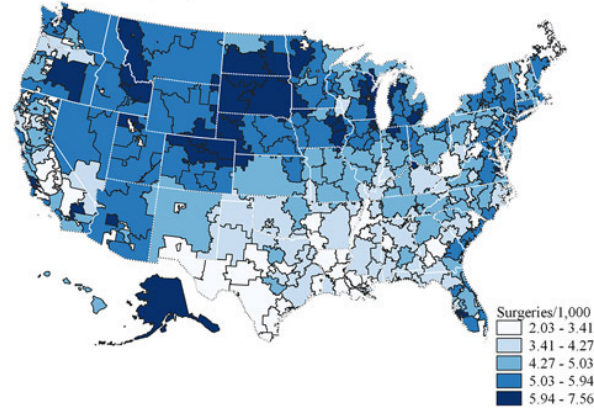 Surgeries/1,000
2.03 - 3.41
3.41 - 4.27
4.27 - 5.03
5.03 - 5.94
5.94 - 7.56